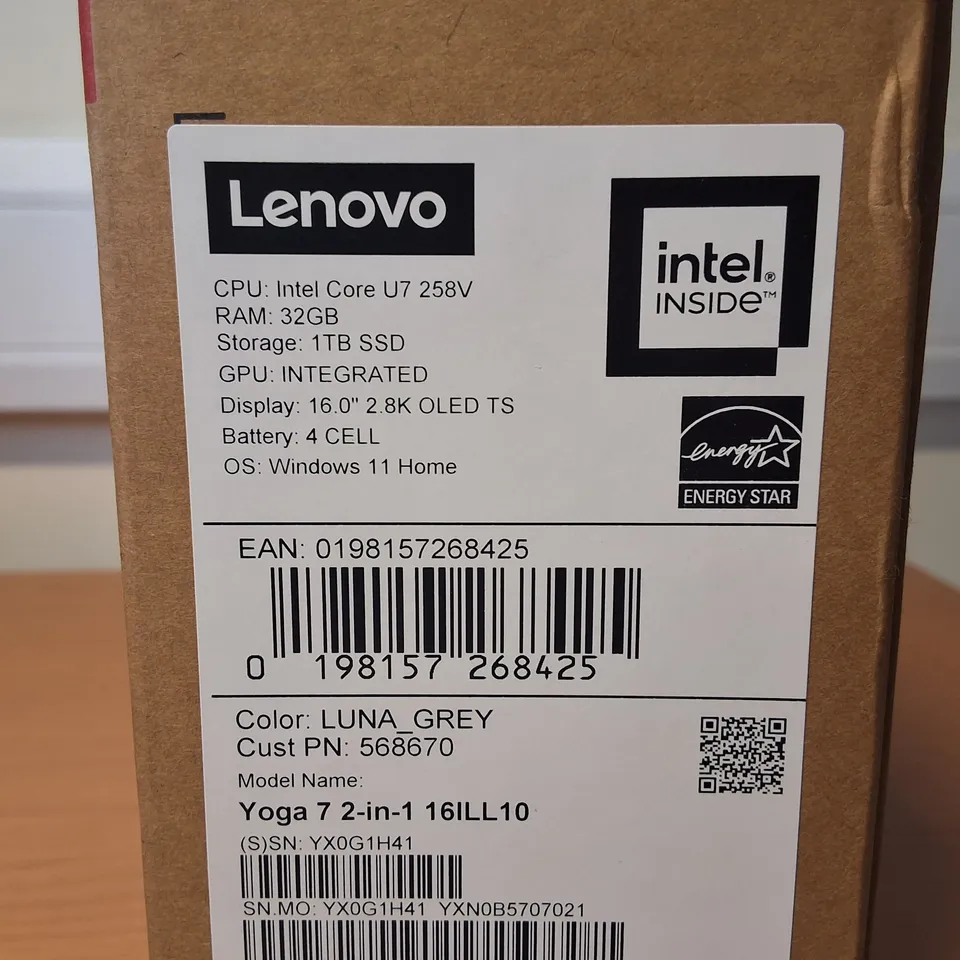 Lenovo
intel®
INSIDE™
CPU: Intel Core U7 258V
RAM: 32GB
Storage: 1TB SSD
GPU: INTEGRATED
Display: 16.0" 2.8K OLED TS
Battery: 4 CELL
OS: Windows 11 Home
energy
ENERGY STAR
EAN: 0198157268425
0 198157 268425
Color: LUNA_GREY
Cust PN: 568670
Model Name:
Yoga 7 2-in-1 16ILL10
(S)SN: YX0G1H41
SN.MO: YX0G1H41 YXN0B5707021